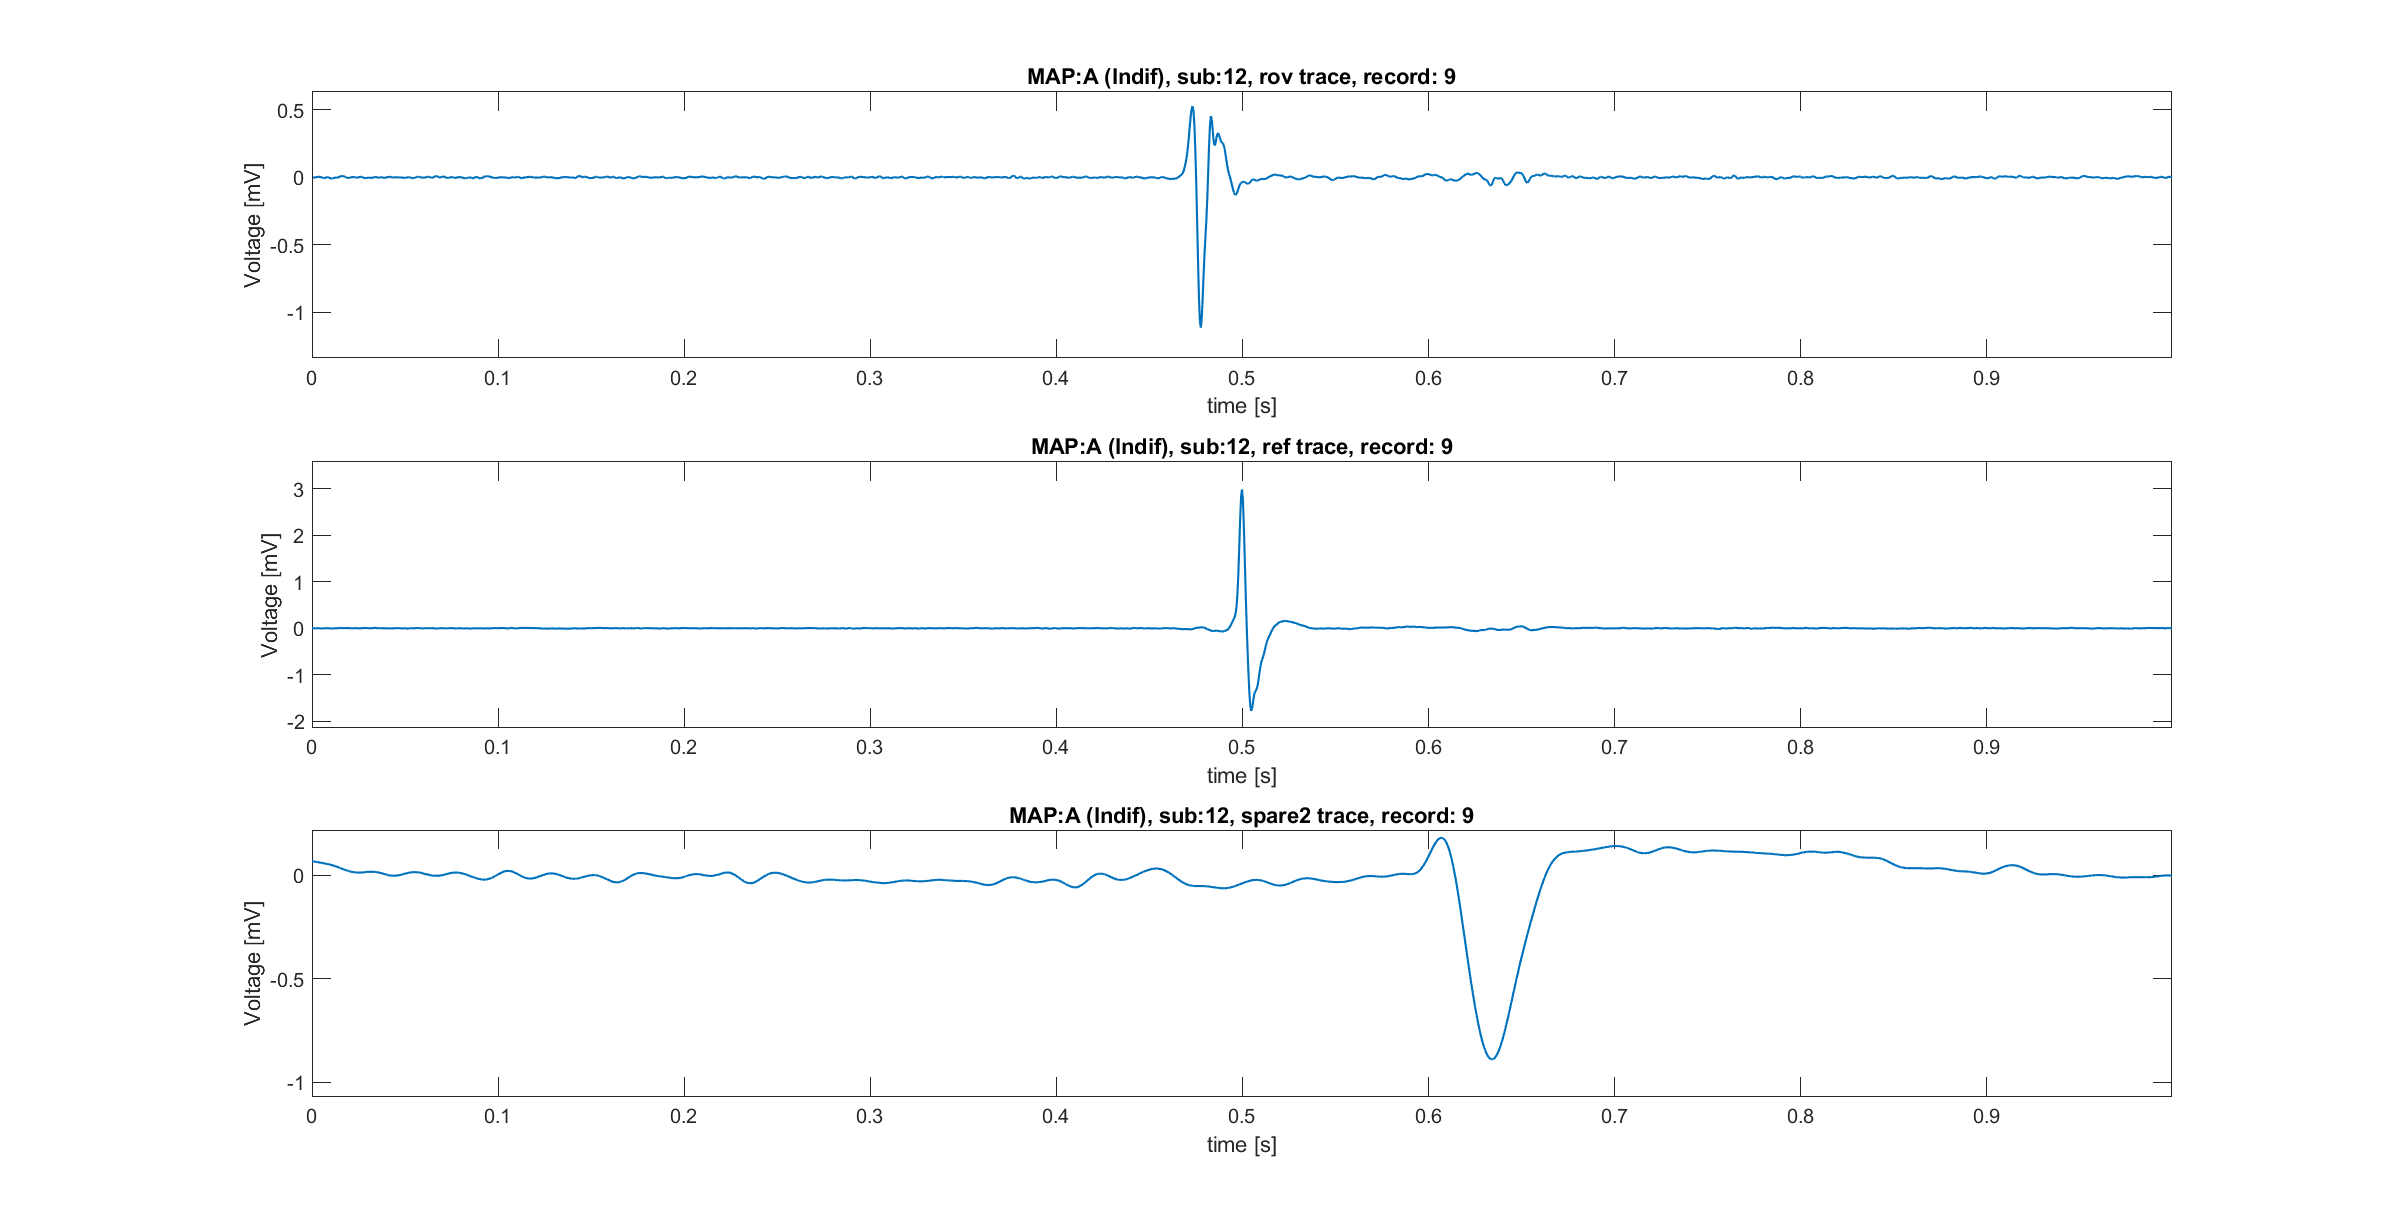 MAP:A (Indif), sub:12, rov trace, record: 9
Voltage [mV]
0.5
0
-0.5
-1
0 0.1 0.2 0.3 0.4 0.5 0.6 0.7 0.8 0.9
time [s]
MAP:A (Indif), sub:12, ref trace, record: 9
Voltage [mV]
3
2
1
0
-1
-2
0 0.1 0.2 0.3 0.4 0.5 0.6 0.7 0.8 0.9
time [s]
MAP:A (Indif), sub:12, spare2 trace, record: 9
Voltage [mV]
0
-0.5
-1
0 0.1 0.2 0.3 0.4 0.5 0.6 0.7 0.8 0.9
time [s]